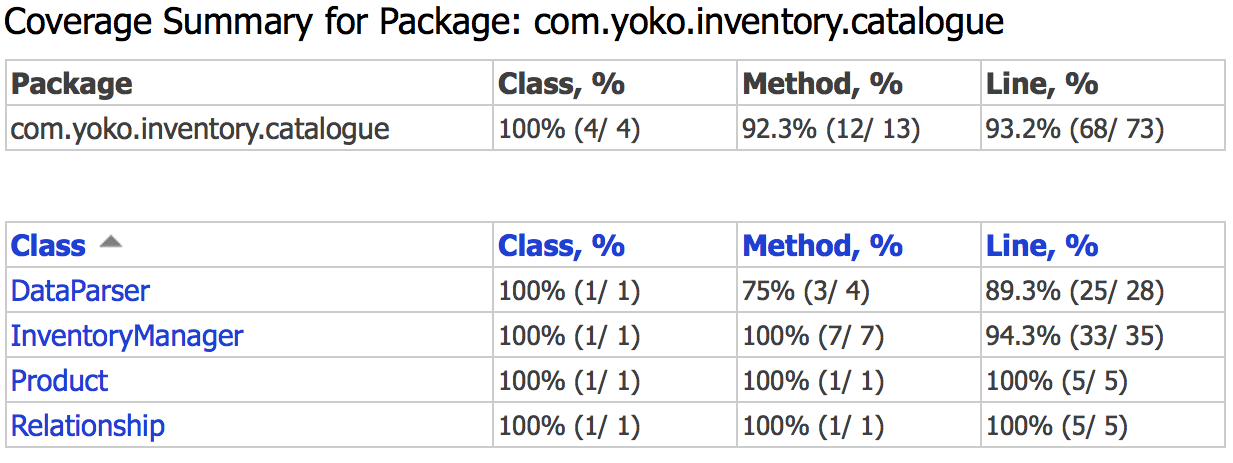 Coverage Summary for Package: com.yoko.inventory.catalogue
Package Class, % Method, % Line, %
com.yoko.inventory.catalogue 100% (4/ 4) 92.3% (12/ 13) 93.2% (68/ 73)
Class Class, % Method, % Line, %
DataParser 100% (1/ 1) 75% (3/ 4) 89.3% (25/ 28)
InventoryManager 100% (1/ 1) 100% (7/ 7) 94.3% (33/ 35)
Product 100% (1/ 1) 100% (1/ 1) 100% (5/ 5)
Relationship 100% (1/ 1) 100% (1/ 1) 100% (5/ 5)